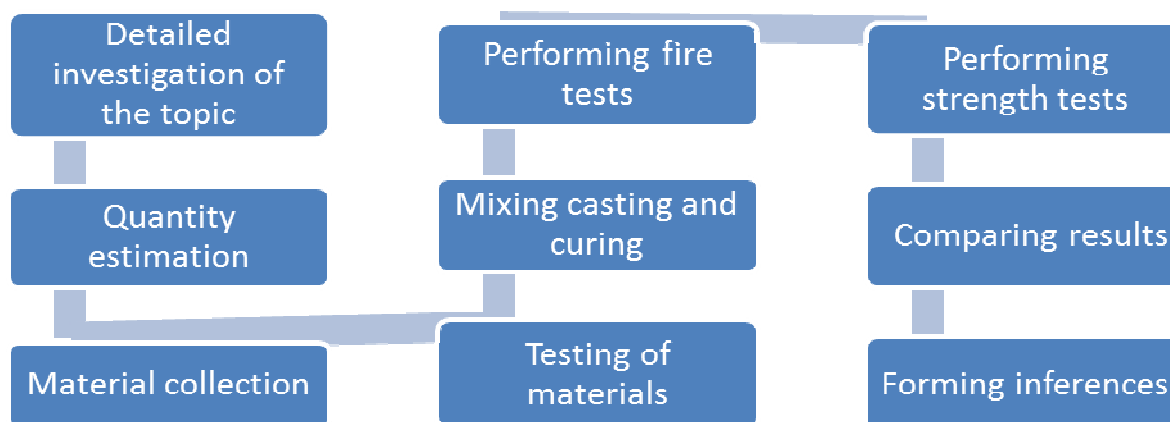 Detailed
investigation of
the topic
Quantity
estimation
Material collection
Testing of
materials
Mixing casting and
curing
Performing fire
tests
Performing
strength tests
Comparing results
Forming inferences